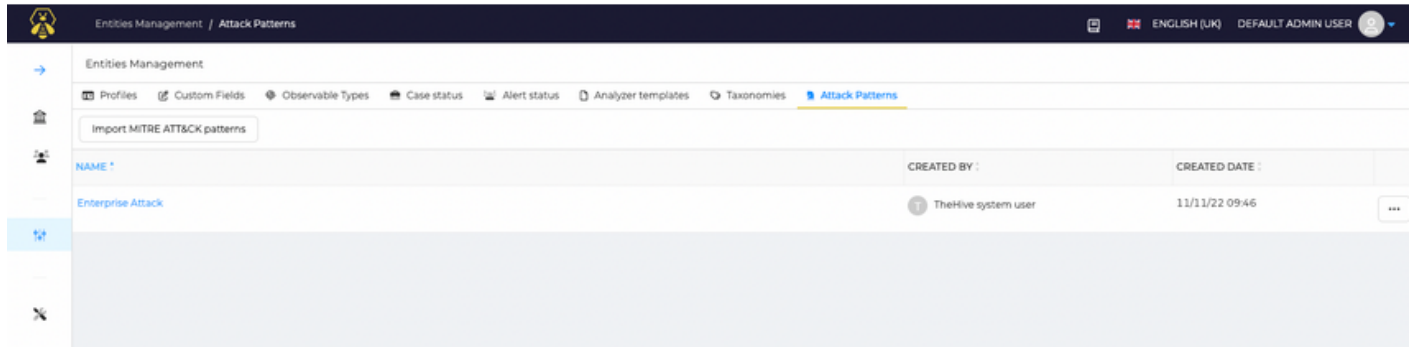 Entities Management / Attack Patterns ENGLISH (UK) DEFAULT ADMIN USER
Entities Management
Profiles Custom Fields Observable Types Case status Alert status Analyzer templates Taxonomies Attack Patterns
Import MITRE ATT&CK patterns
NAME CREATED BY CREATED DATE
Enterprise Attack T TheHive system user 11/11/22 09:46 ...